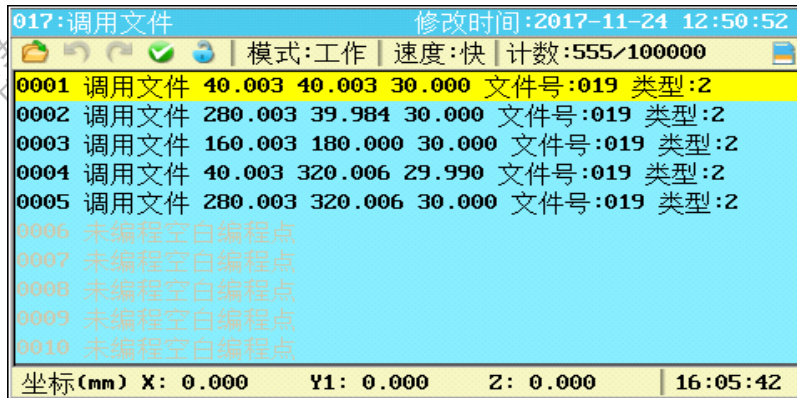 017:调用文件 修改时间:2017-11-24 12:50:52
模式:工作 速度:快 计数:555/100000
0001 调用文件 40.003 40.003 30.000 文件号:019 类型:2
0002 调用文件 280.003 39.984 30.000 文件号:019 类型:2
0003 调用文件 160.003 180.000 30.000 文件号:019 类型:2
0004 调用文件 40.003 320.006 29.990 文件号:019 类型:2
0005 调用文件 280.003 320.006 30.000 文件号:019 类型:2
0006 未编程空白编程点
0007 未编程空白编程点
0008 未编程空白编程点
0009 未编程空白编程点
0010 未编程空白编程点
坐标(mm) X: 0.000 Y1: 0.000 Z: 0.000 16:05:42